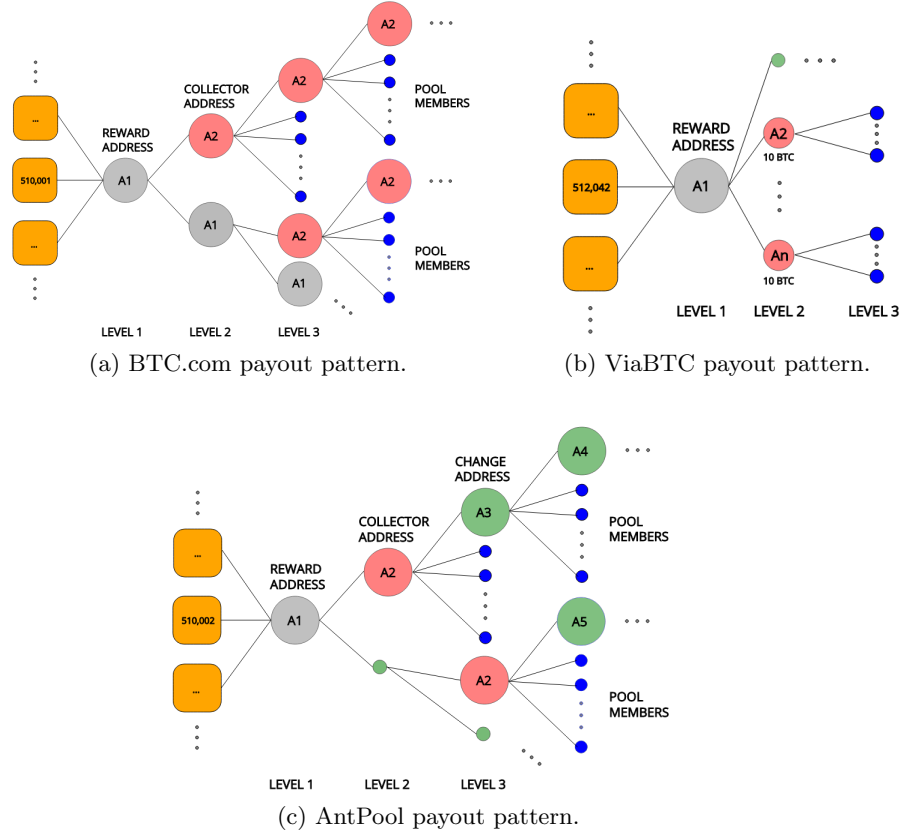 A2
COLLECTOR
ADDRESS
A2
POOL
MEMBERS
...
REWARD
ADDRESS
A2
510,001
A1
A2
...
A1
A2
POOL
MEMBERS
A1
LEVEL 1
LEVEL 2
LEVEL 3
(a) BTC.com payout pattern.
...
REWARD
ADDRESS
A2
10 BTC
512,042
A1
...
An
10 BTC
LEVEL 1
LEVEL 2
LEVEL 3
(b) ViaBTC payout pattern.
A4
CHANGE
ADDRESS
A3
COLLECTOR
ADDRESS
POOL
MEMBERS
...
REWARD
ADDRESS
A2
510,002
A1
A5
...
A2
POOL
MEMBERS
LEVEL 1
LEVEL 2
LEVEL 3
(c) AntPool payout pattern.